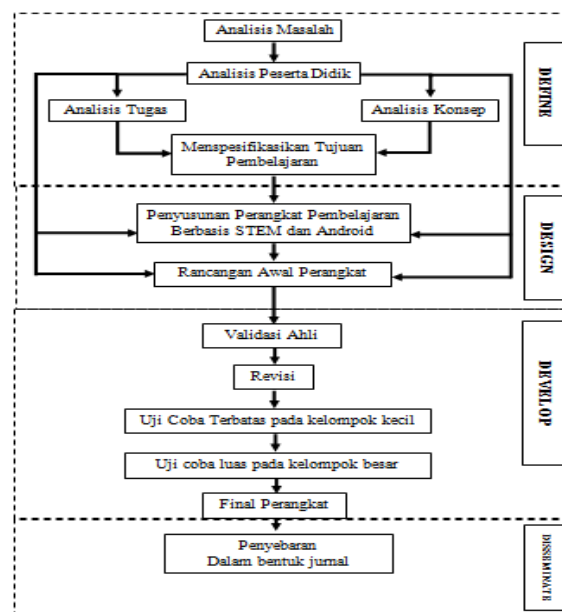 Analisis Masalah
Analisis Peserta Didik
Analisis Tugas
Analisis Konsep
Menspesifikasikan Tujuan
Pembelajaran
DEFINE
Penyusunan Perangkat Pembelajaran
Berbasis STEM dan Android
Rancangan Awal Perangkat
DESIGN
Validasi Ahli
Revisi
Uji Coba Terbatas pada kelompok kecil
Uji coba luas pada kelompok besar
Final Perangkat
DEVELOP
Penyebaran
Dalam bentuk jurnal
DISSEMINATE